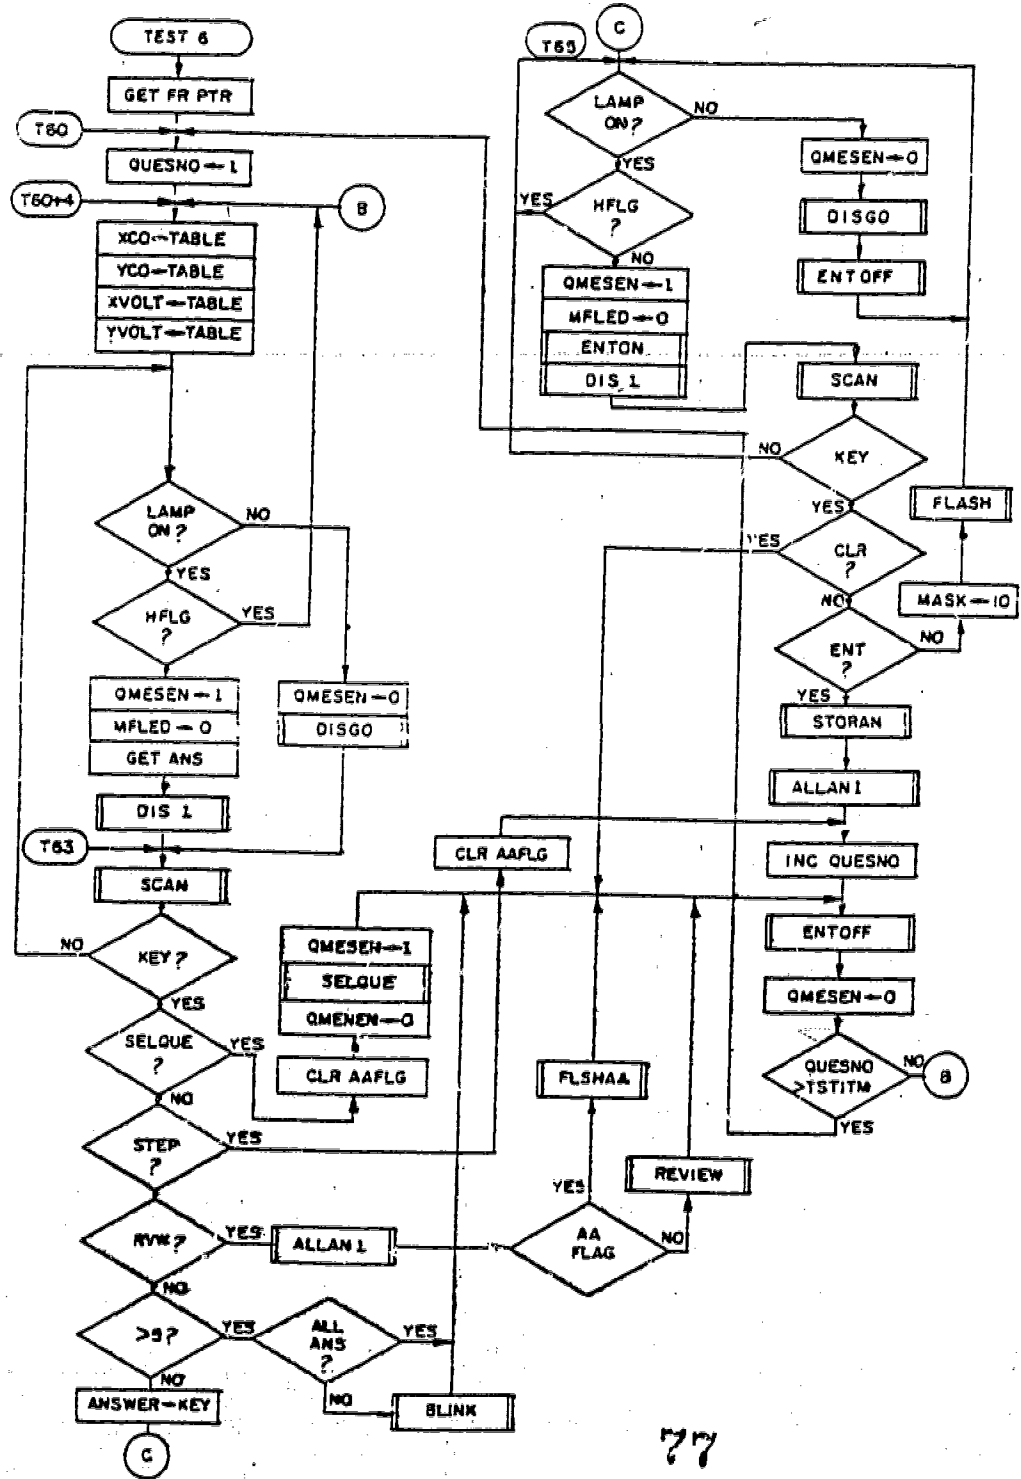 TEST 6
GET FR PTR
T60
QUESNO←1
T60+4
B
XCO←TABLE
YCO←TABLE
XVOLT←TABLE
YVOLT←TABLE
LAMP
ON?
NO
YES
HFLG
?
YES
QMESEN←1
MFLED←0
GET ANS
DIS 1
QMESEN←0
DISGO
T63
SCAN
KEY?
NO
YES
SELQUE
?
YES
NO
QMESEN←1
SELQUE
QMENEN←0
CLR AAFLG
STEP
?
YES
CLR AAFLG
RVW?
YES
NO
ALLAN1
AA
FLAG
YES
NO
FLSHAA
REVIEW
>9?
YES
NO
ALL
ANS
?
YES
NO
BLINK
ANSWER←KEY
C
C
T65
LAMP
ON?
NO
YES
QMESEN←0
DISGO
ENTOFF
HFLG
?
YES
NO
QMESEN←1
MFLED←0
ENTON
DIS 1
SCAN
KEY
NO
YES
CLR
?
YES
NO
FLASH
MASK←10
ENT
?
NO
YES
STORAN
ALLAN1
INC QUESNO
ENTOFF
QMESEN←0
QUESNO
>TSTITM
NO
B
YES
77